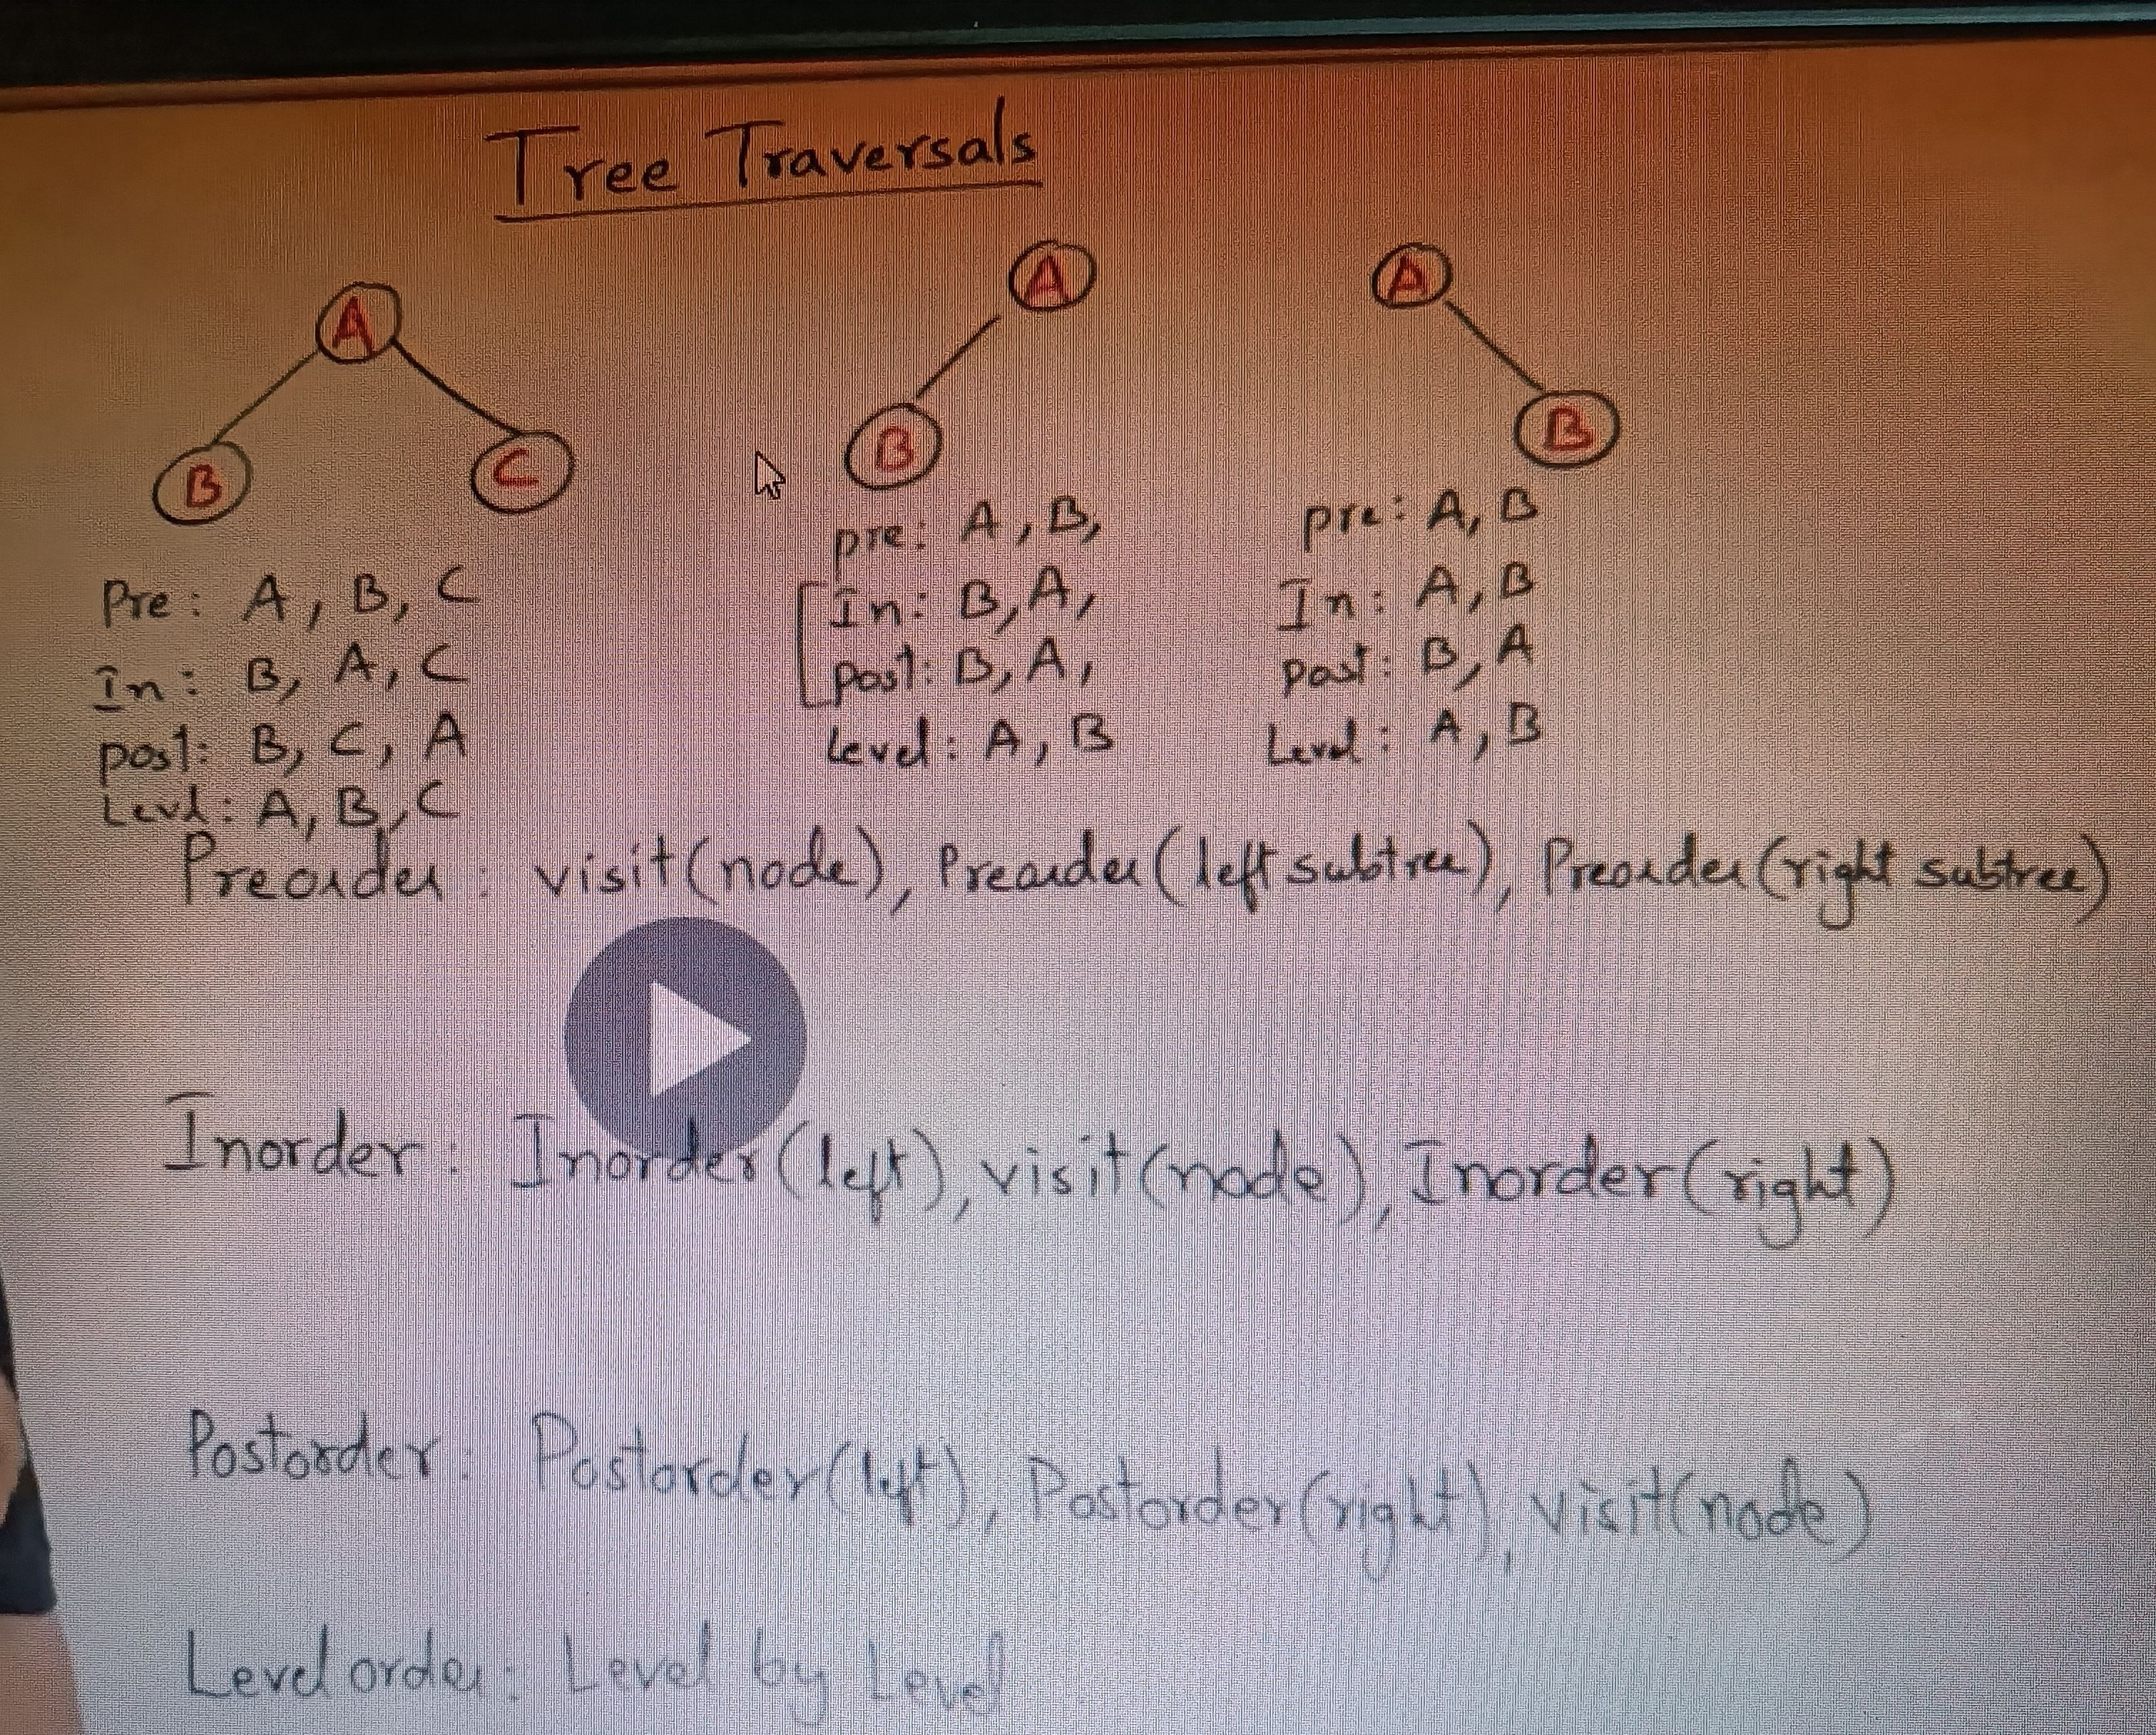 Tree Traversals
A
B
C
Pre: A, B, C
In: B, A, C
post: B, C, A
Level: A, B, C
A
B
pre: A, B,
In: B, A,
post: B, A,
Level: A, B
A
B
pre: A, B
In: A, B
post: B, A
Level: A, B
Preorder: visit(node), Preorder(left subtree), Preorder(right subtree)
Inorder: Inorder(left), visit(node), Inorder(right)
Postorder: Postorder(left), Postorder(right), visit(node)
Level order: Level by Level